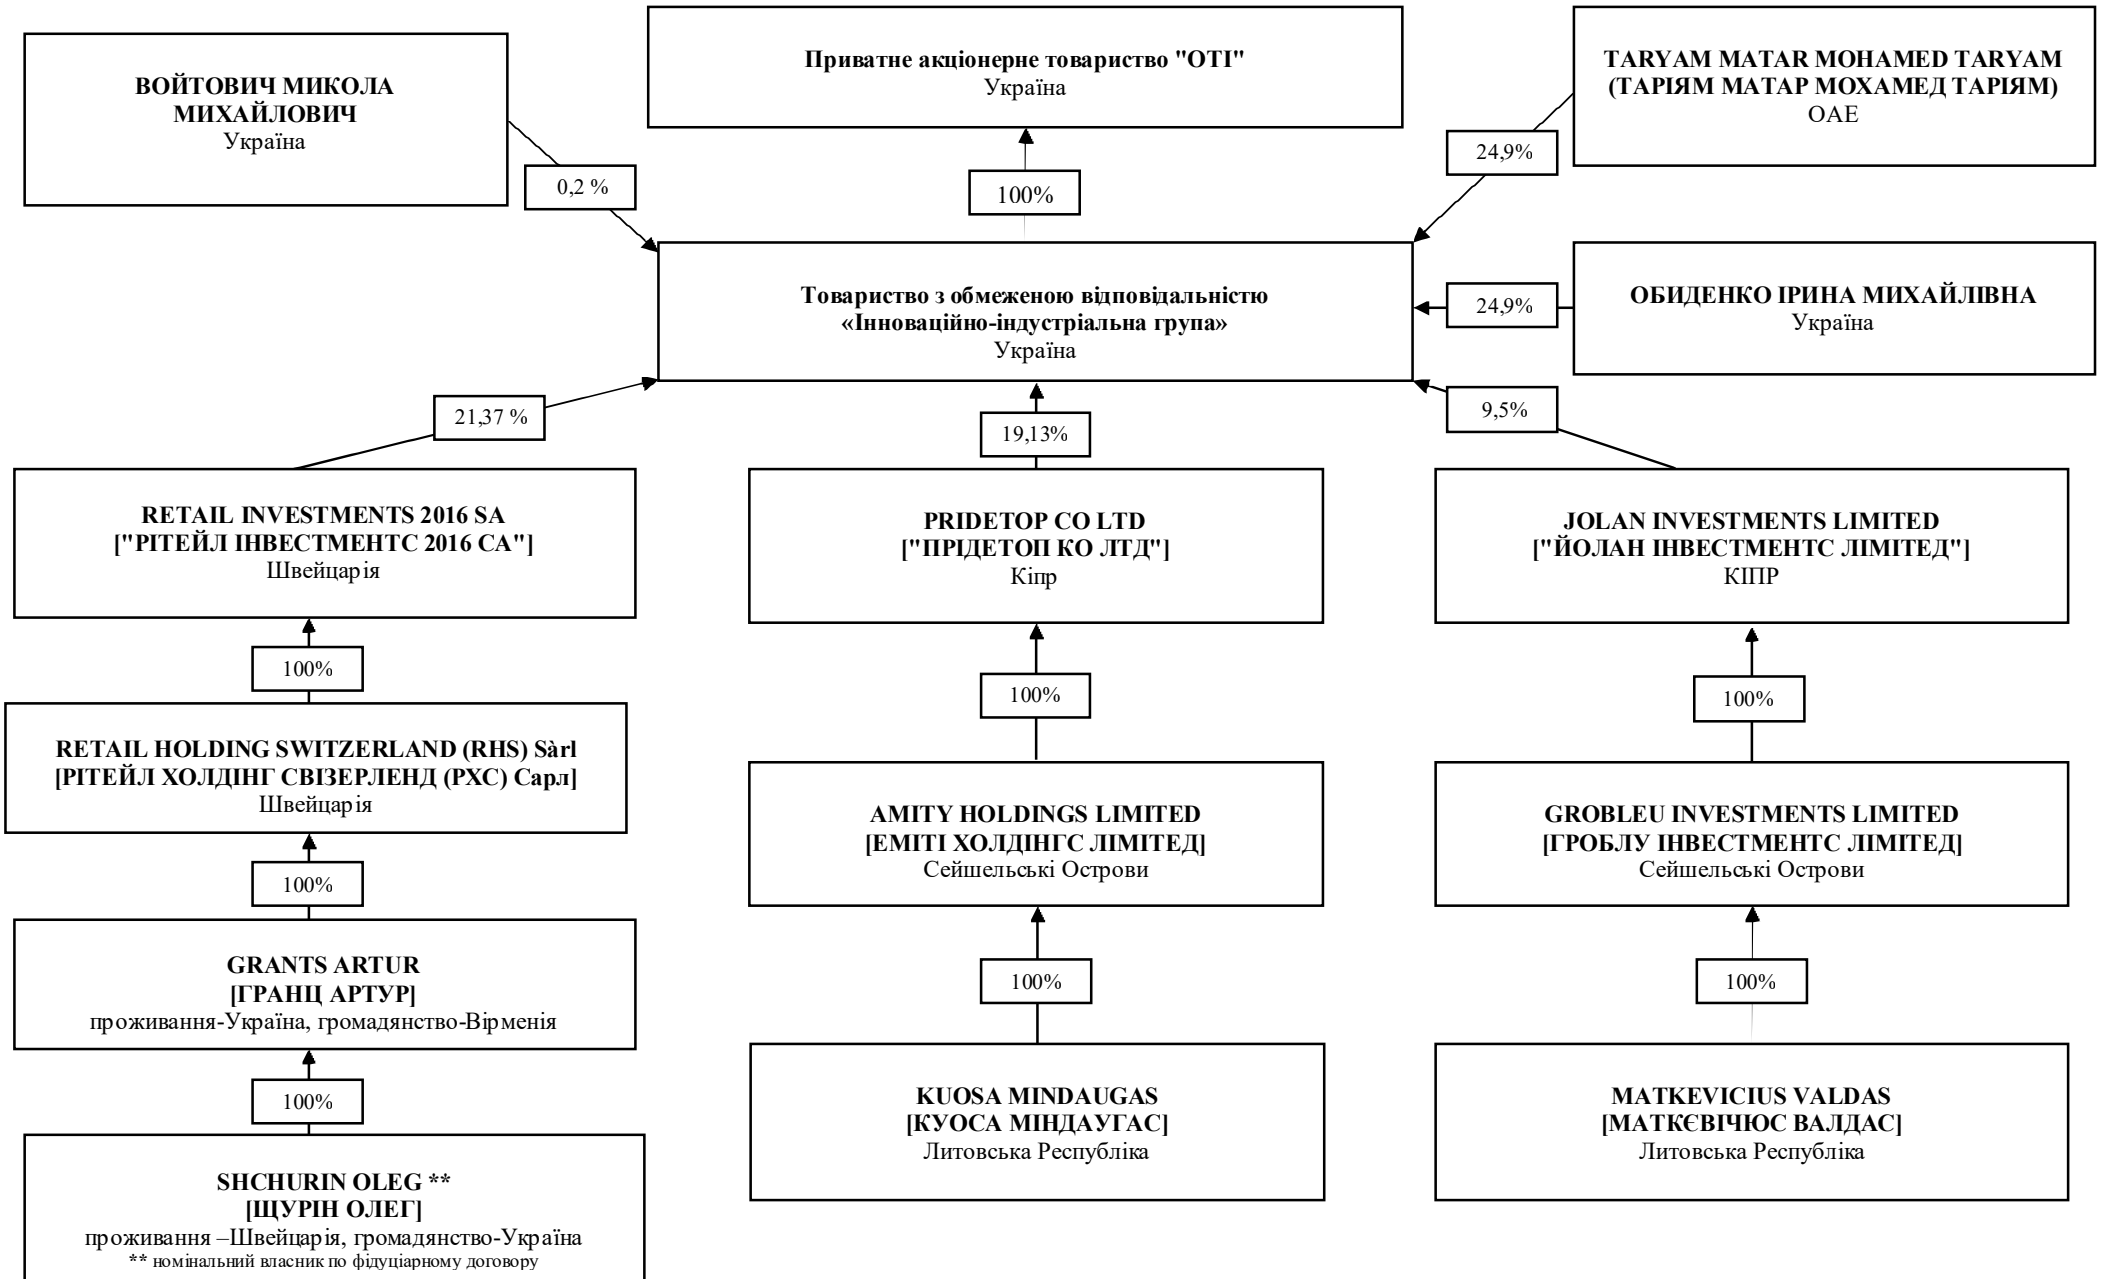 ВОЙТОВИЧ МИКОЛА
МИХАЙЛОВИЧ
Україна
Приватне акціонерне товариство "ОТІ"
Україна
TARYAM MATAR MOHAMED TARYAM
(ТАРІЯМ МАТАР МОХАМЕД ТАРІЯМ)
ОАЕ
0,2 %
100%
24,9%
Товариство з обмеженою відповідальністю
«Інноваційно-індустріальна група»
Україна
24,9%
ОБИДЕНКО ІРИНА МИХАЙЛІВНА
Україна
21,37 %
19,13%
9,5%
RETAIL INVESTMENTS 2016 SA
["РІТЕЙЛ ІНВЕСТМЕНТС 2016 СА"]
Швейцарія
PRIDETOP CO LTD
["ПРІДЕТОП КО ЛТД"]
Кіпр
JOLAN INVESTMENTS LIMITED
["ЙОЛАН ІНВЕСТМЕНТС ЛІМІТЕД"]
КІПР
100%
100%
100%
RETAIL HOLDING SWITZERLAND (RHS) Sàrl
[РІТЕЙЛ ХОЛДІНГ СВІЗЕРЛЕНД (РХС) Сарл]
Швейцарія
AMITY HOLDINGS LIMITED
[ЕМІТІ ХОЛДІНГС ЛІМІТЕД]
Сейшельські Острови
GROBLEU INVESTMENTS LIMITED
[ГРОБЛУ ІНВЕСТМЕНТС ЛІМІТЕД]
Сейшельські Острови
100%
100%
100%
GRANTS ARTUR
[ГРАНЦ АРТУР]
проживання-Україна, громадянство-Вірменія
KUOSA MINDAUGAS
[КУОСА МІНДАУГАС]
Литовська Республіка
MATKEVICIUS VALDAS
[МАТКЄВІЧЮС ВАЛДАС]
Литовська Республіка
100%
SHCHURIN OLEG **
[ЩУРІН ОЛЕГ]
проживання –Швейцарія, громадянство-Україна
** номінальний власник по фідуціарному договору